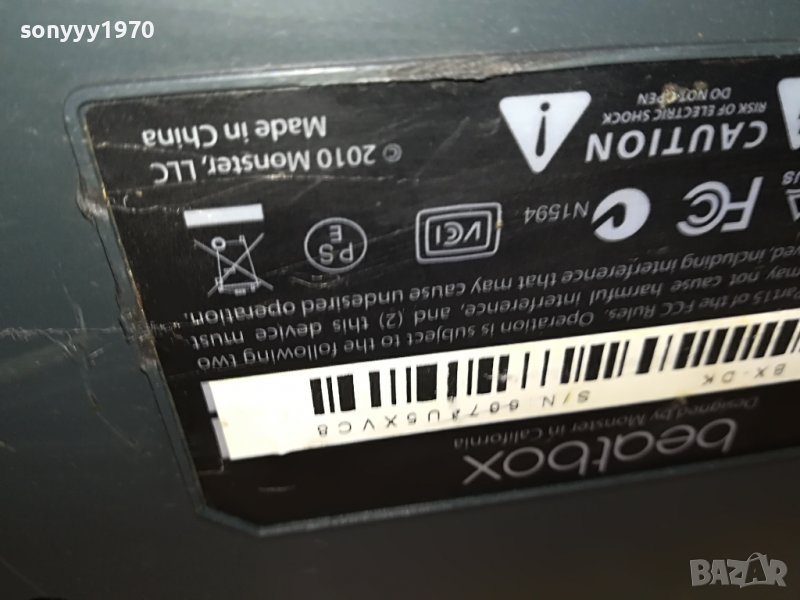 sonyyy1970
beatbox
Designed by Monster in California
BX-DK
S/N
Part 15 of the FCC Rules. Operation is subject to the following two
may not cause harmful interference, and, (2) this device must
including interference that may cause undesired operation.
FC N1594 VCI PS E
CAUTION
RISK OF ELECTRIC SHOCK
DO NOT OPEN
© 2010 Monster, LLC
Made in China
BAZAR